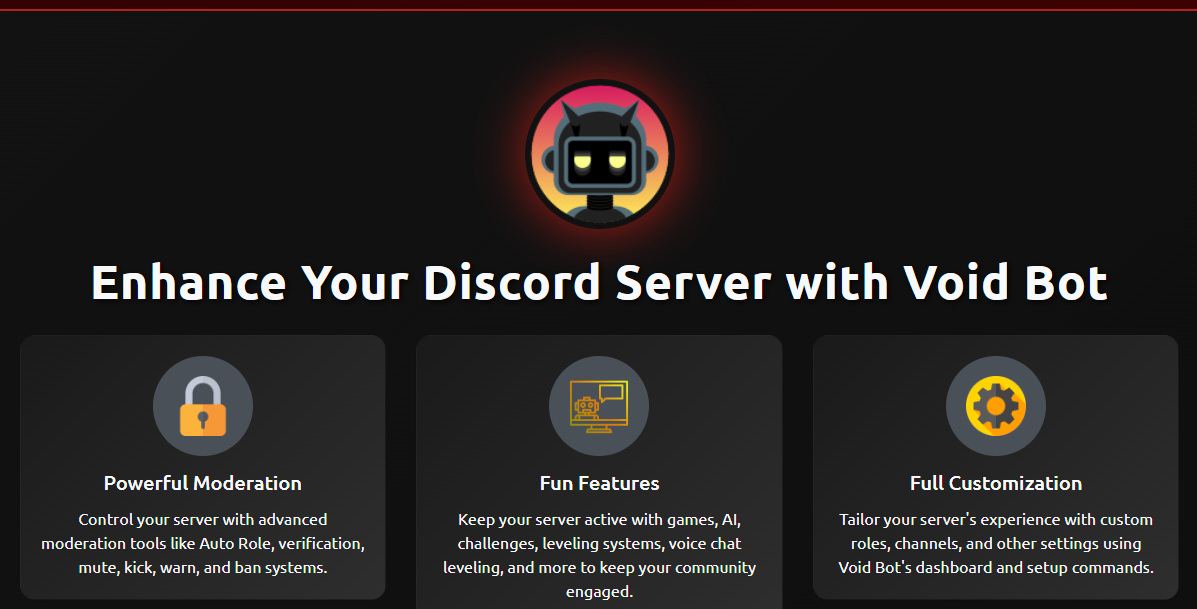 Enhance Your Discord Server with Void Bot
Powerful Moderation
Control your server with advanced
moderation tools like Auto Role, verification,
mute, kick, warn, and ban systems.
Fun Features
Keep your server active with games, AI,
challenges, leveling systems, voice chat
leveling, and more to keep your community
engaged.
Full Customization
Tailor your server's experience with custom
roles, channels, and other settings using
Void Bot's dashboard and setup commands.